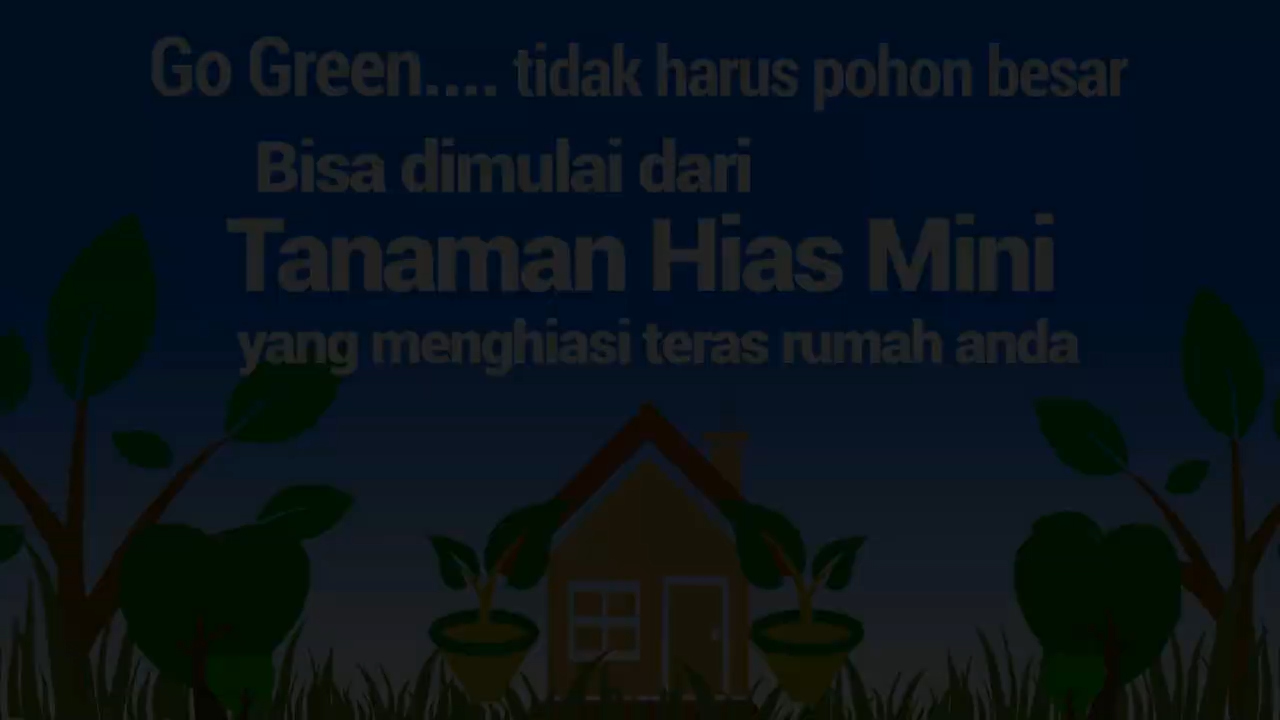 Go Green.... tidak harus pohon besar
Bisa dimulai dari
Tanaman Hias Mini
yang menghiasi teras rumah anda